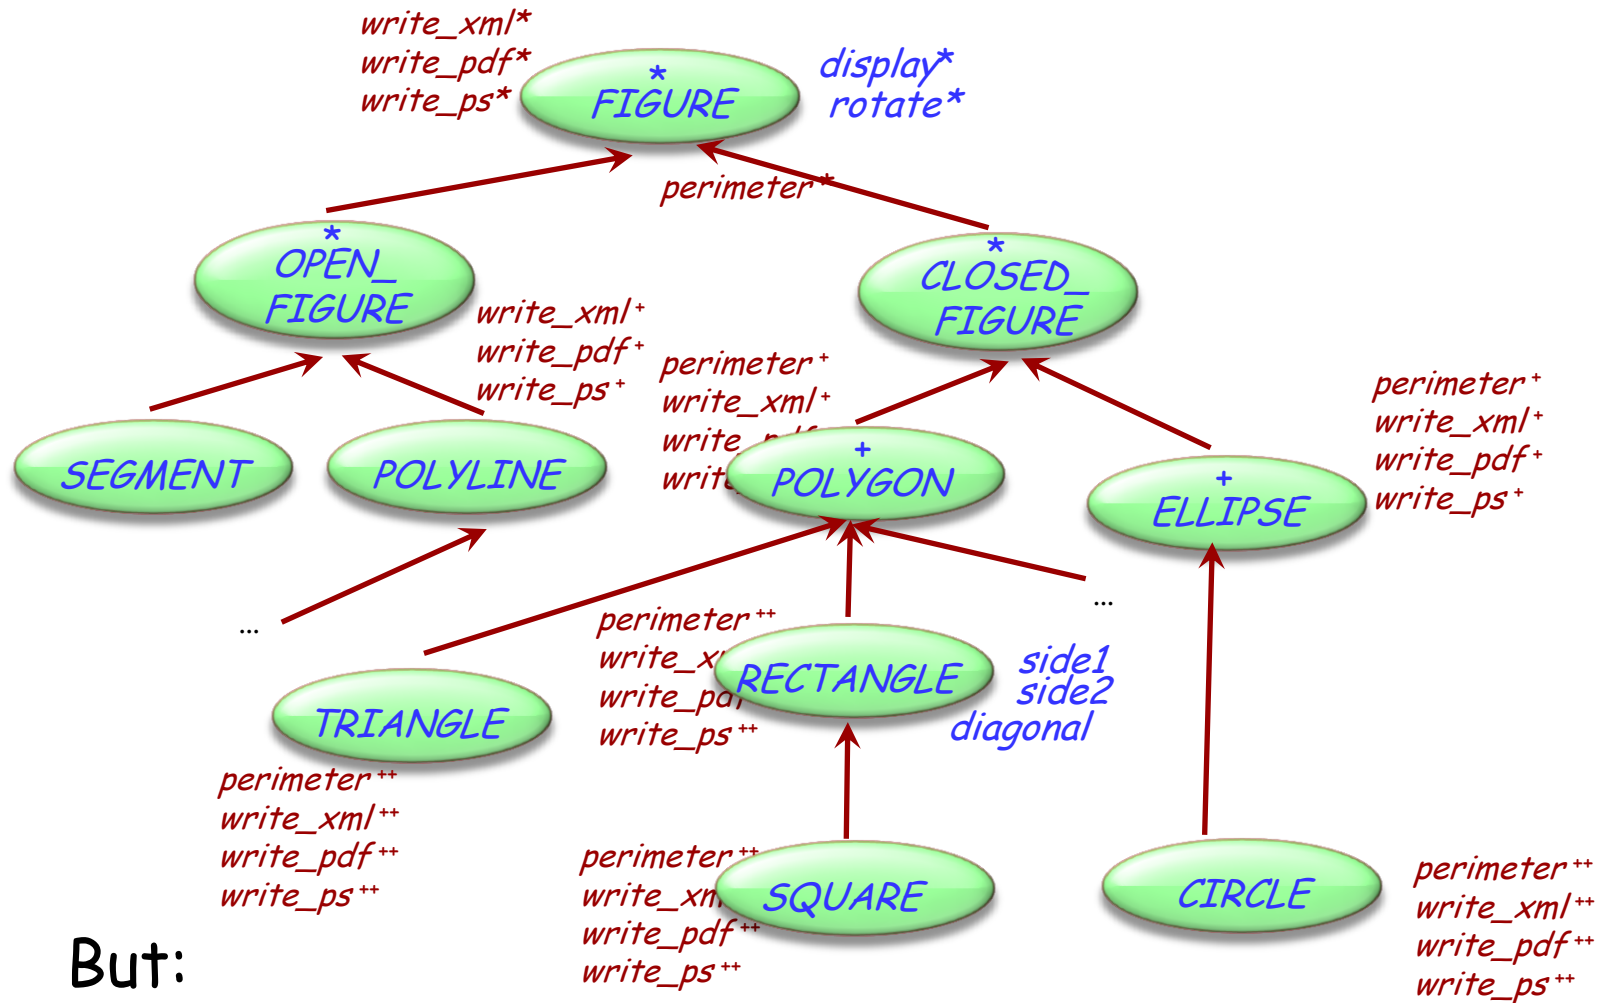 write_xml*
write_pdf*
write_ps*
*
FIGURE
display*
rotate*
perimeter*
*
OPEN_
FIGURE
*
CLOSED_
FIGURE
write_xml+
write_pdf+
write_ps+
perimeter+
write_xml+
perimeter+
write_xml+
write_pdf+
write_ps+
SEGMENT
POLYLINE
+
POLYGON
+
ELLIPSE
...
...
perimeter++
write_ps++
RECTANGLE
side1
side2
diagonal
TRIANGLE
perimeter++
write_xml++
write_pdf++
write_ps++
perimeter++
write_pdf++
write_ps++
SQUARE
CIRCLE
perimeter++
write_xml++
write_pdf++
write_ps++
But: